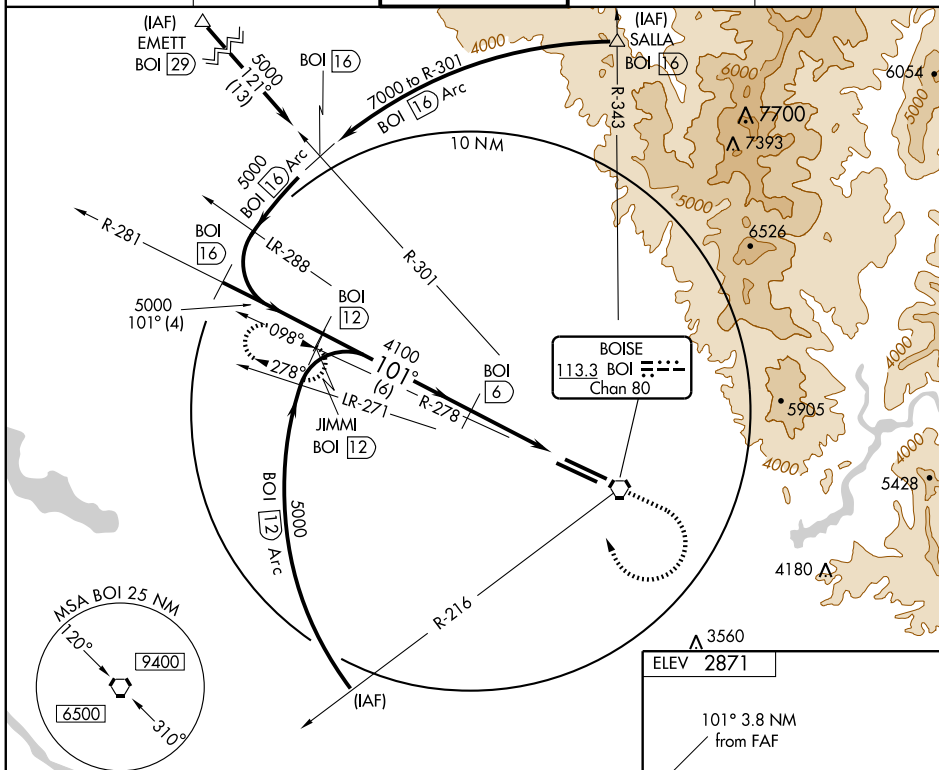 (IAF)
EMETT
BOI 29
5000
121°
(13)
BOI 16
4000
7000 to R-301
BOI 16 Arc
(IAF)
SALLA
BOI 16
R-343
6000
7700
7393
6054
5000
10 NM
5000
BOI 16 Arc
5000
R-281
BOI
16
LR-288
R-301
6526
5000
101° (4)
BOI
12
098°
278°
4100
101°
(6)
R-278
BOI
6
LR-271
JIMMI
BOI 12
BOISE
113.3 BOI
Chan 80
4000
5905
4000
4000
5428
BOI 12 Arc
5000
R-216
4180
MSA BOI 25 NM
120°
9400
6500
310°
(IAF)
3560
ELEV 2871
101° 3.8 NM
from FAF